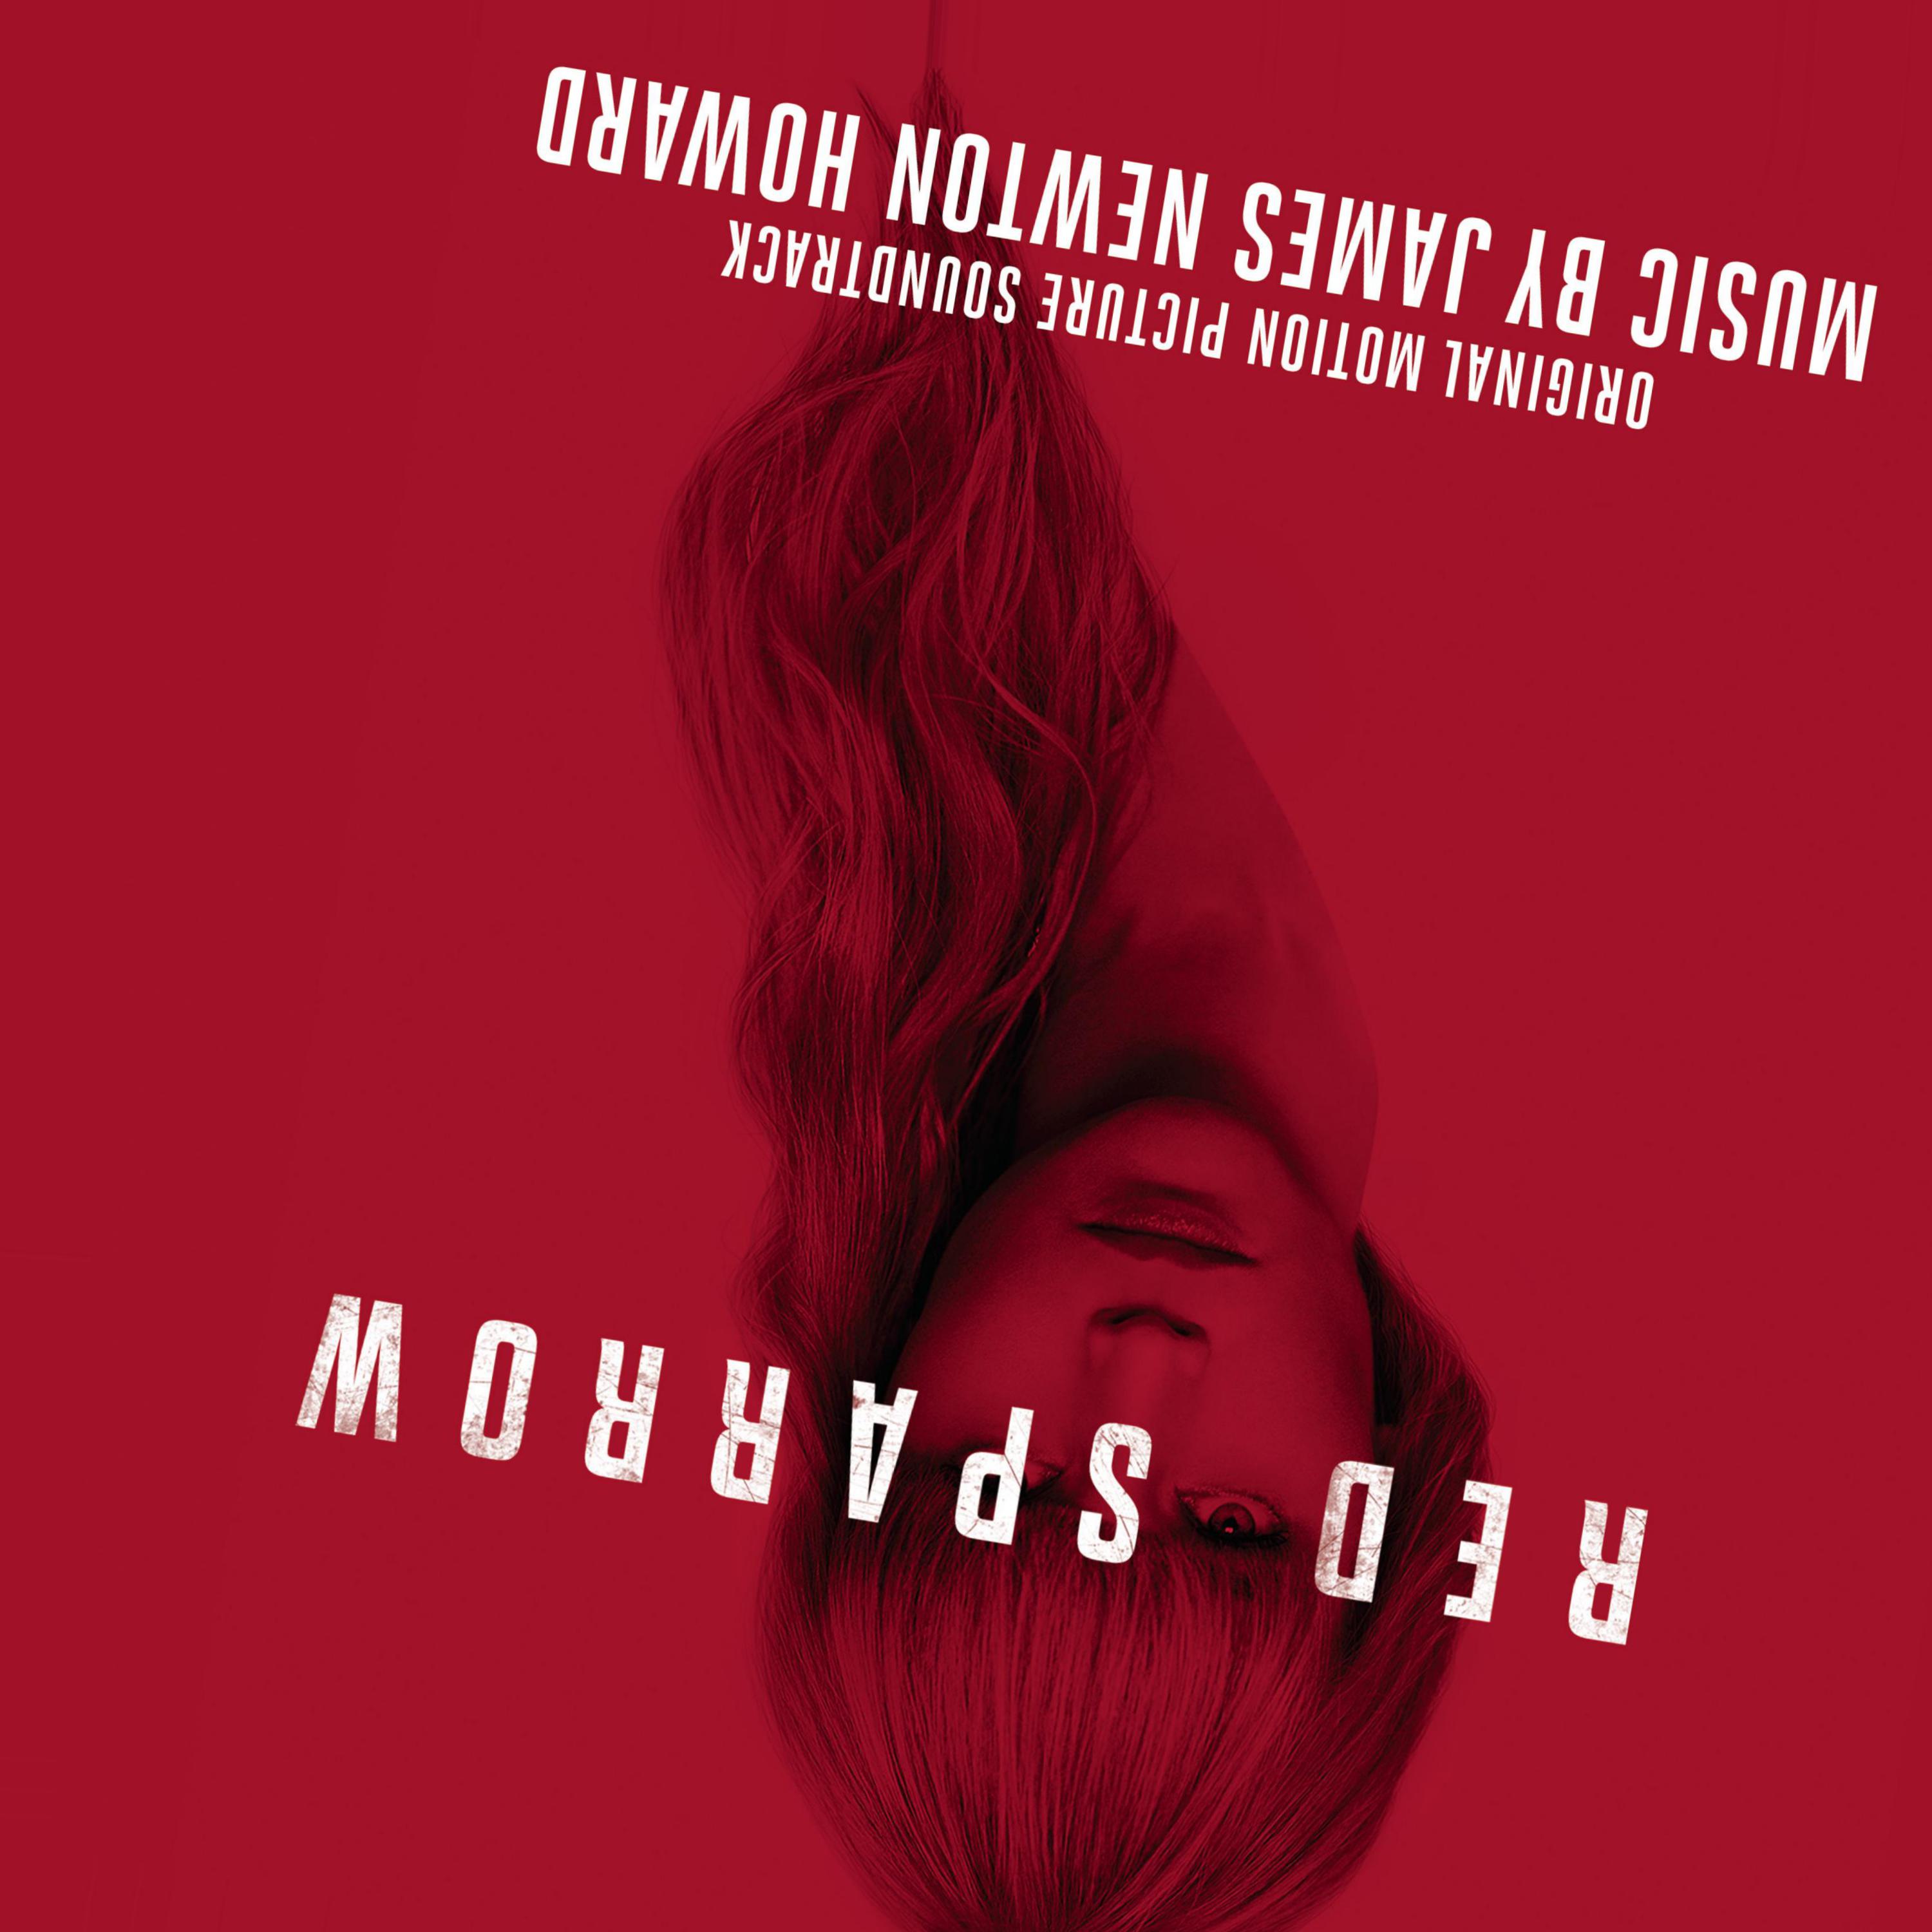 RED SPARROW
ORIGINAL MOTION PICTURE SOUNDTRACK
MUSIC BY JAMES NEWTON HOWARD